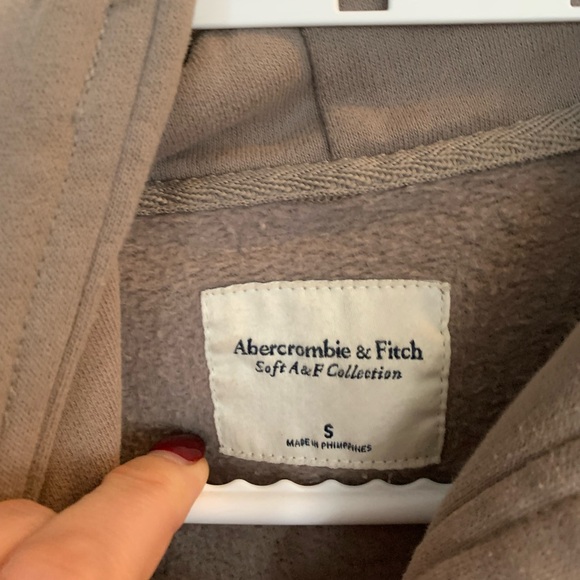 Abercrombie & Fitch
Soft A&F Collection
S
MADE IN PHILIPPINES